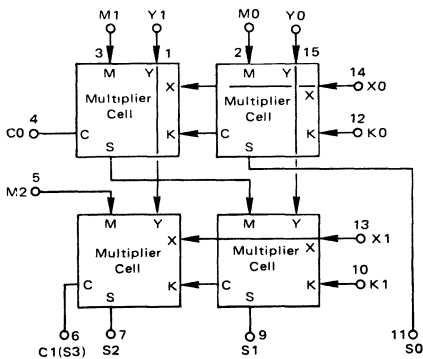 M1 Y1 M0 Y0
3 1 2 15
M Y M Y
14
X X X0
Multiplier Cell
Multiplier Cell
4
12
C0 C K C K K0
S S
5
M2
M Y M Y
13
X X X1
Multiplier Cell
Multiplier Cell
10
C K C K K1
S S
6 7 9 11
C1(S3) S2 S1 S0